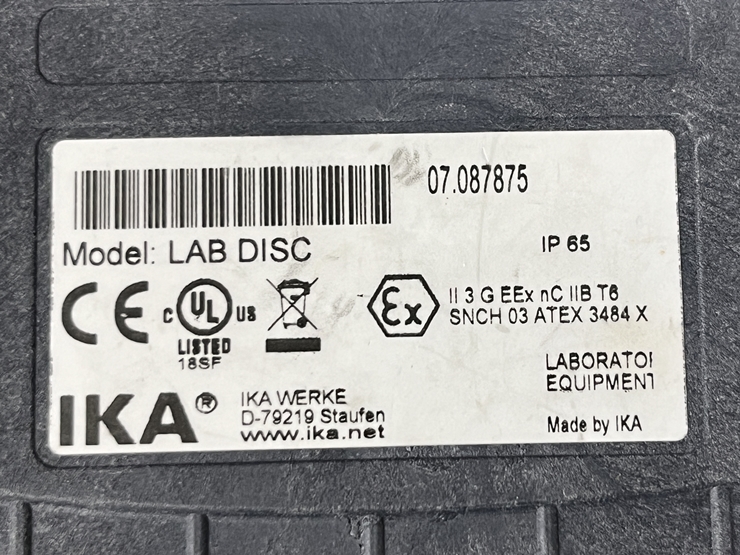 07.087875
Model: LAB DISC
IP 65
CE
C UL US
LISTED
18SF
Ex
II 3 G EEx nC IIB T6
SNCH 03 ATEX 3484 X
LABORATOI
EQUIPMENT
IKA®
IKA WERKE
D-79219 Staufen
www.ika.net
Made by IKA